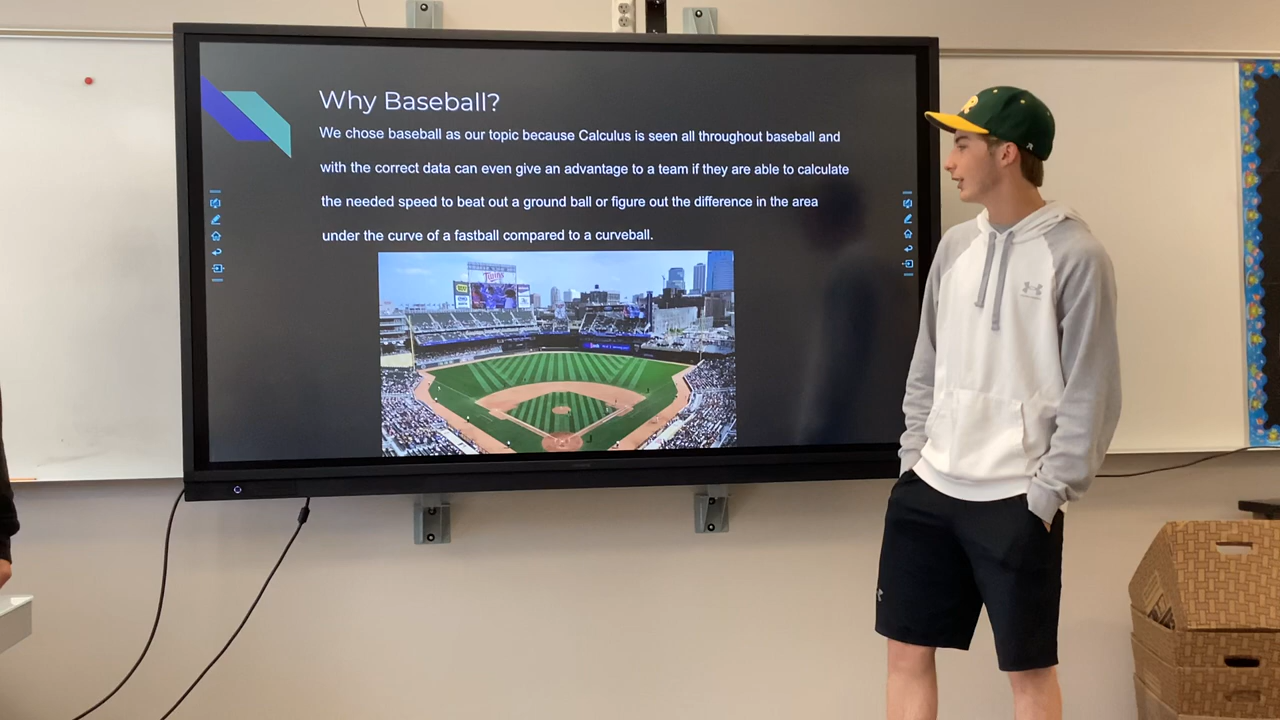 Why Baseball?
We chose baseball as our topic because Calculus is seen all throughout baseball and
with the correct data can even give an advantage to a team if they are able to calculate
the needed speed to beat out a ground ball or figure out the difference in the area
under the curve of a fastball compared to a curveball.
Twins
R